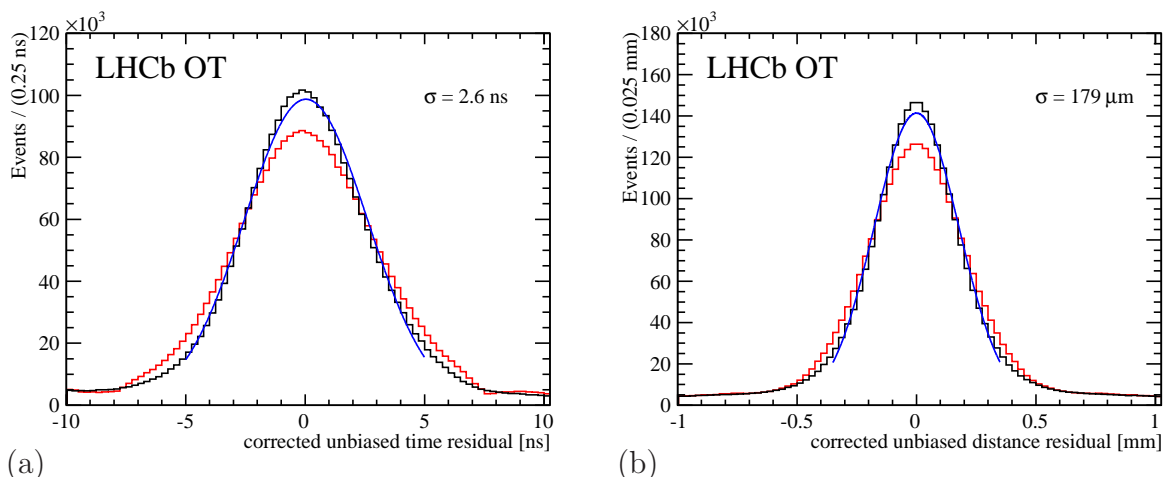 ×10³
120
100
80
60
40
20
0
Events / (0.25 ns)
LHCb OT
σ = 2.6 ns
-10 -5 0 5 10
corrected unbiased time residual [ns]
(a)
×10³
180
160
140
120
100
80
60
40
20
0
Events / (0.025 mm)
LHCb OT
σ = 179 μm
-1 -0.5 0 0.5 1
corrected unbiased distance residual [mm]
(b)